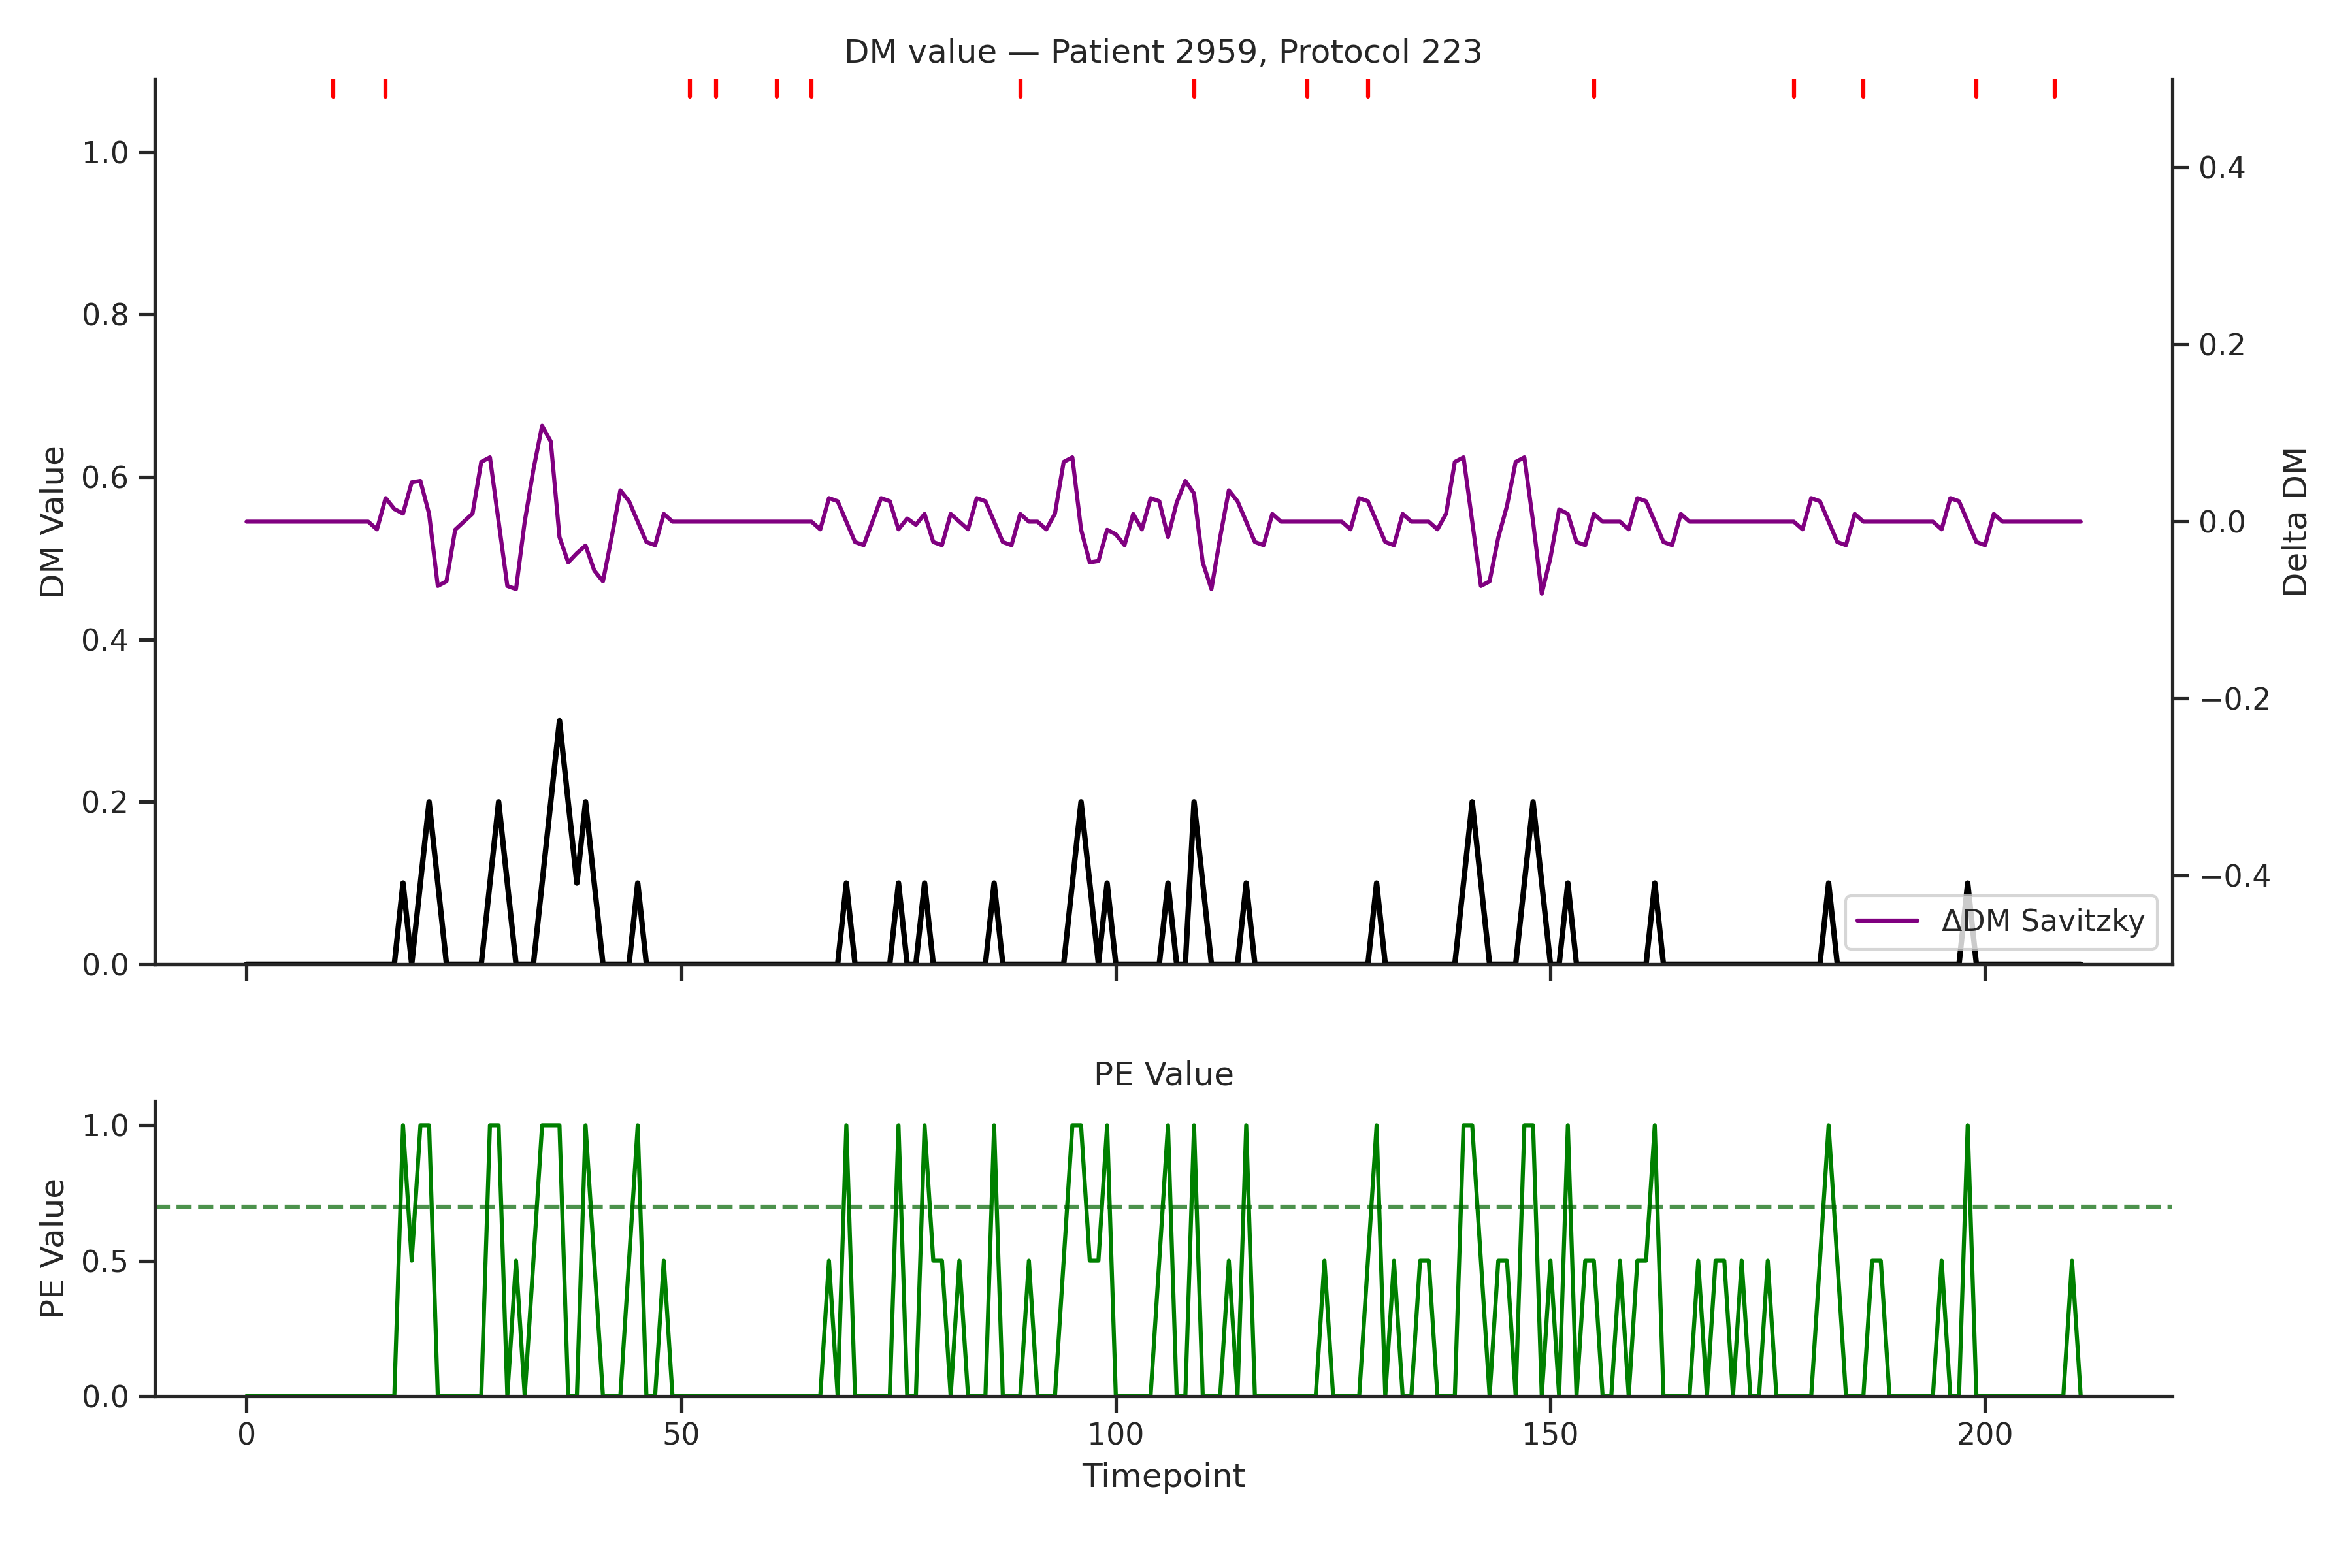 DM value — Patient 2959, Protocol 223
1.0
0.8
0.6
0.4
0.2
0.0
DM Value
0.4
0.2
0.0
−0.2
−0.4
Delta DM
ΔDM Savitzky
PE Value
1.0
0.5
0.0
PE Value
0 50 100 150 200
Timepoint